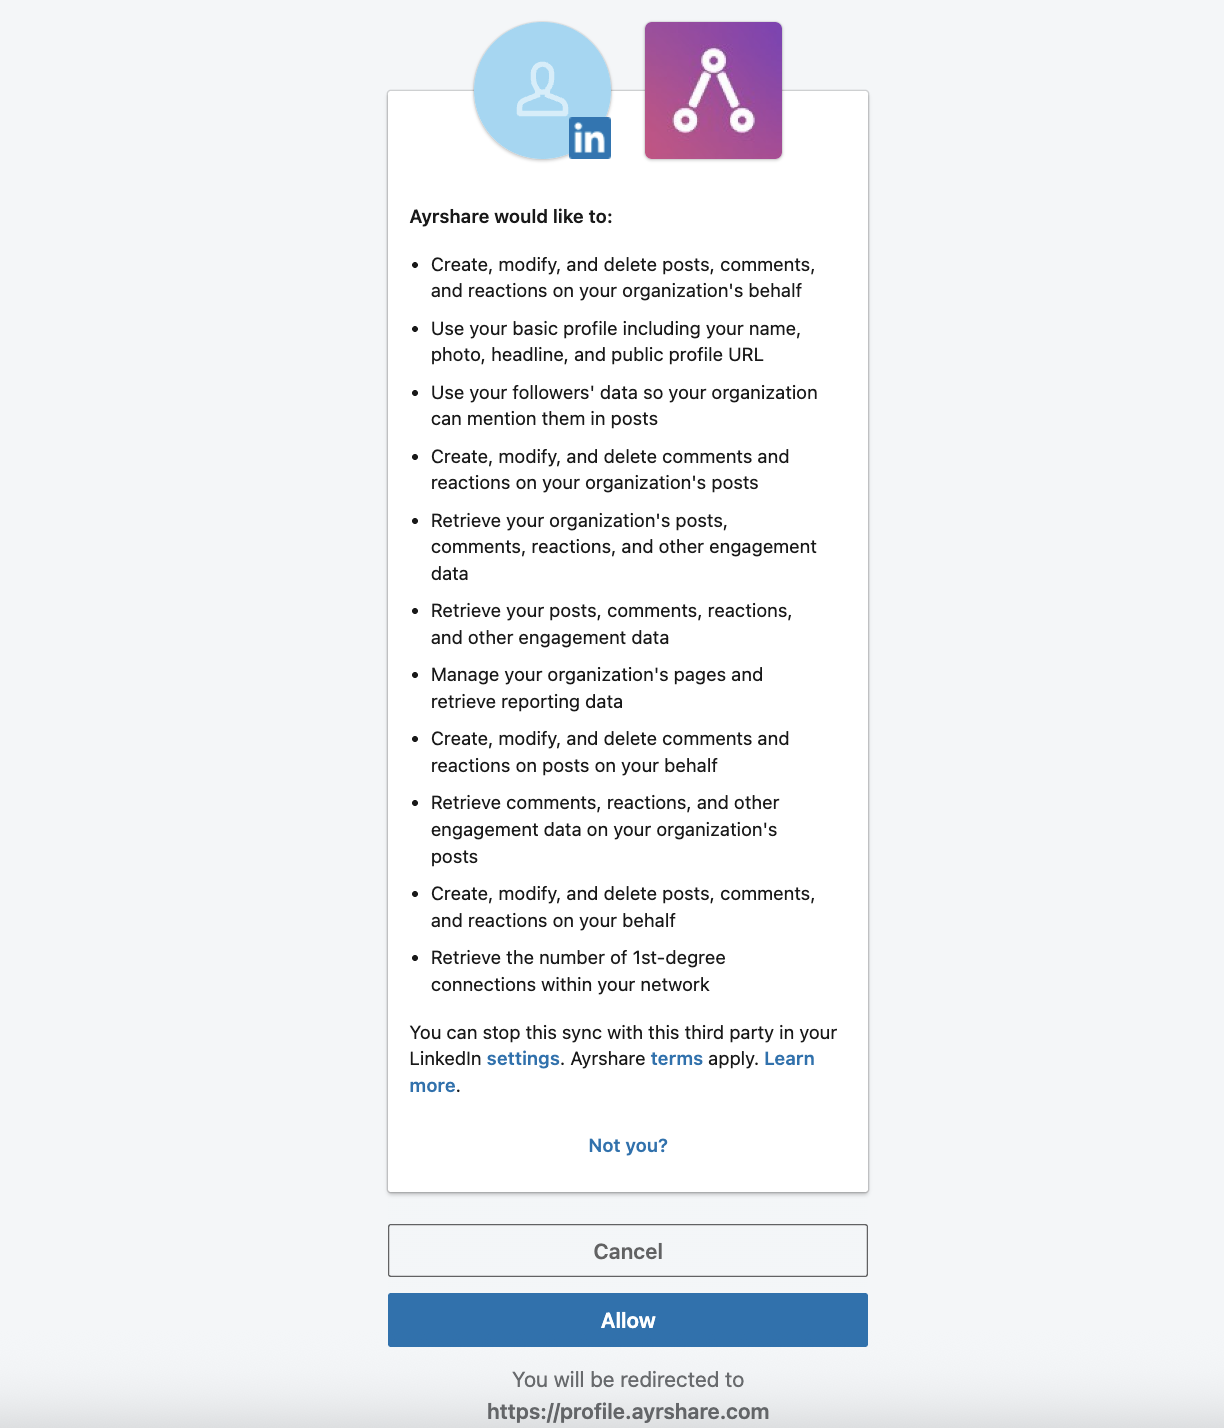 in
Ayrshare would like to:
• Create, modify, and delete posts, comments,
and reactions on your organization's behalf
• Use your basic profile including your name,
photo, headline, and public profile URL
• Use your followers' data so your organization
can mention them in posts
• Create, modify, and delete comments and
reactions on your organization's posts
• Retrieve your organization's posts,
comments, reactions, and other engagement
data
• Retrieve your posts, comments, reactions,
and other engagement data
• Manage your organization's pages and
retrieve reporting data
• Create, modify, and delete comments and
reactions on posts on your behalf
• Retrieve comments, reactions, and other
engagement data on your organization's
posts
• Create, modify, and delete posts, comments,
and reactions on your behalf
• Retrieve the number of 1st-degree
connections within your network
You can stop this sync with this third party in your
LinkedIn settings. Ayrshare terms apply. Learn
more.
Not you?
Cancel
Allow
You will be redirected to
https://profile.ayrshare.com